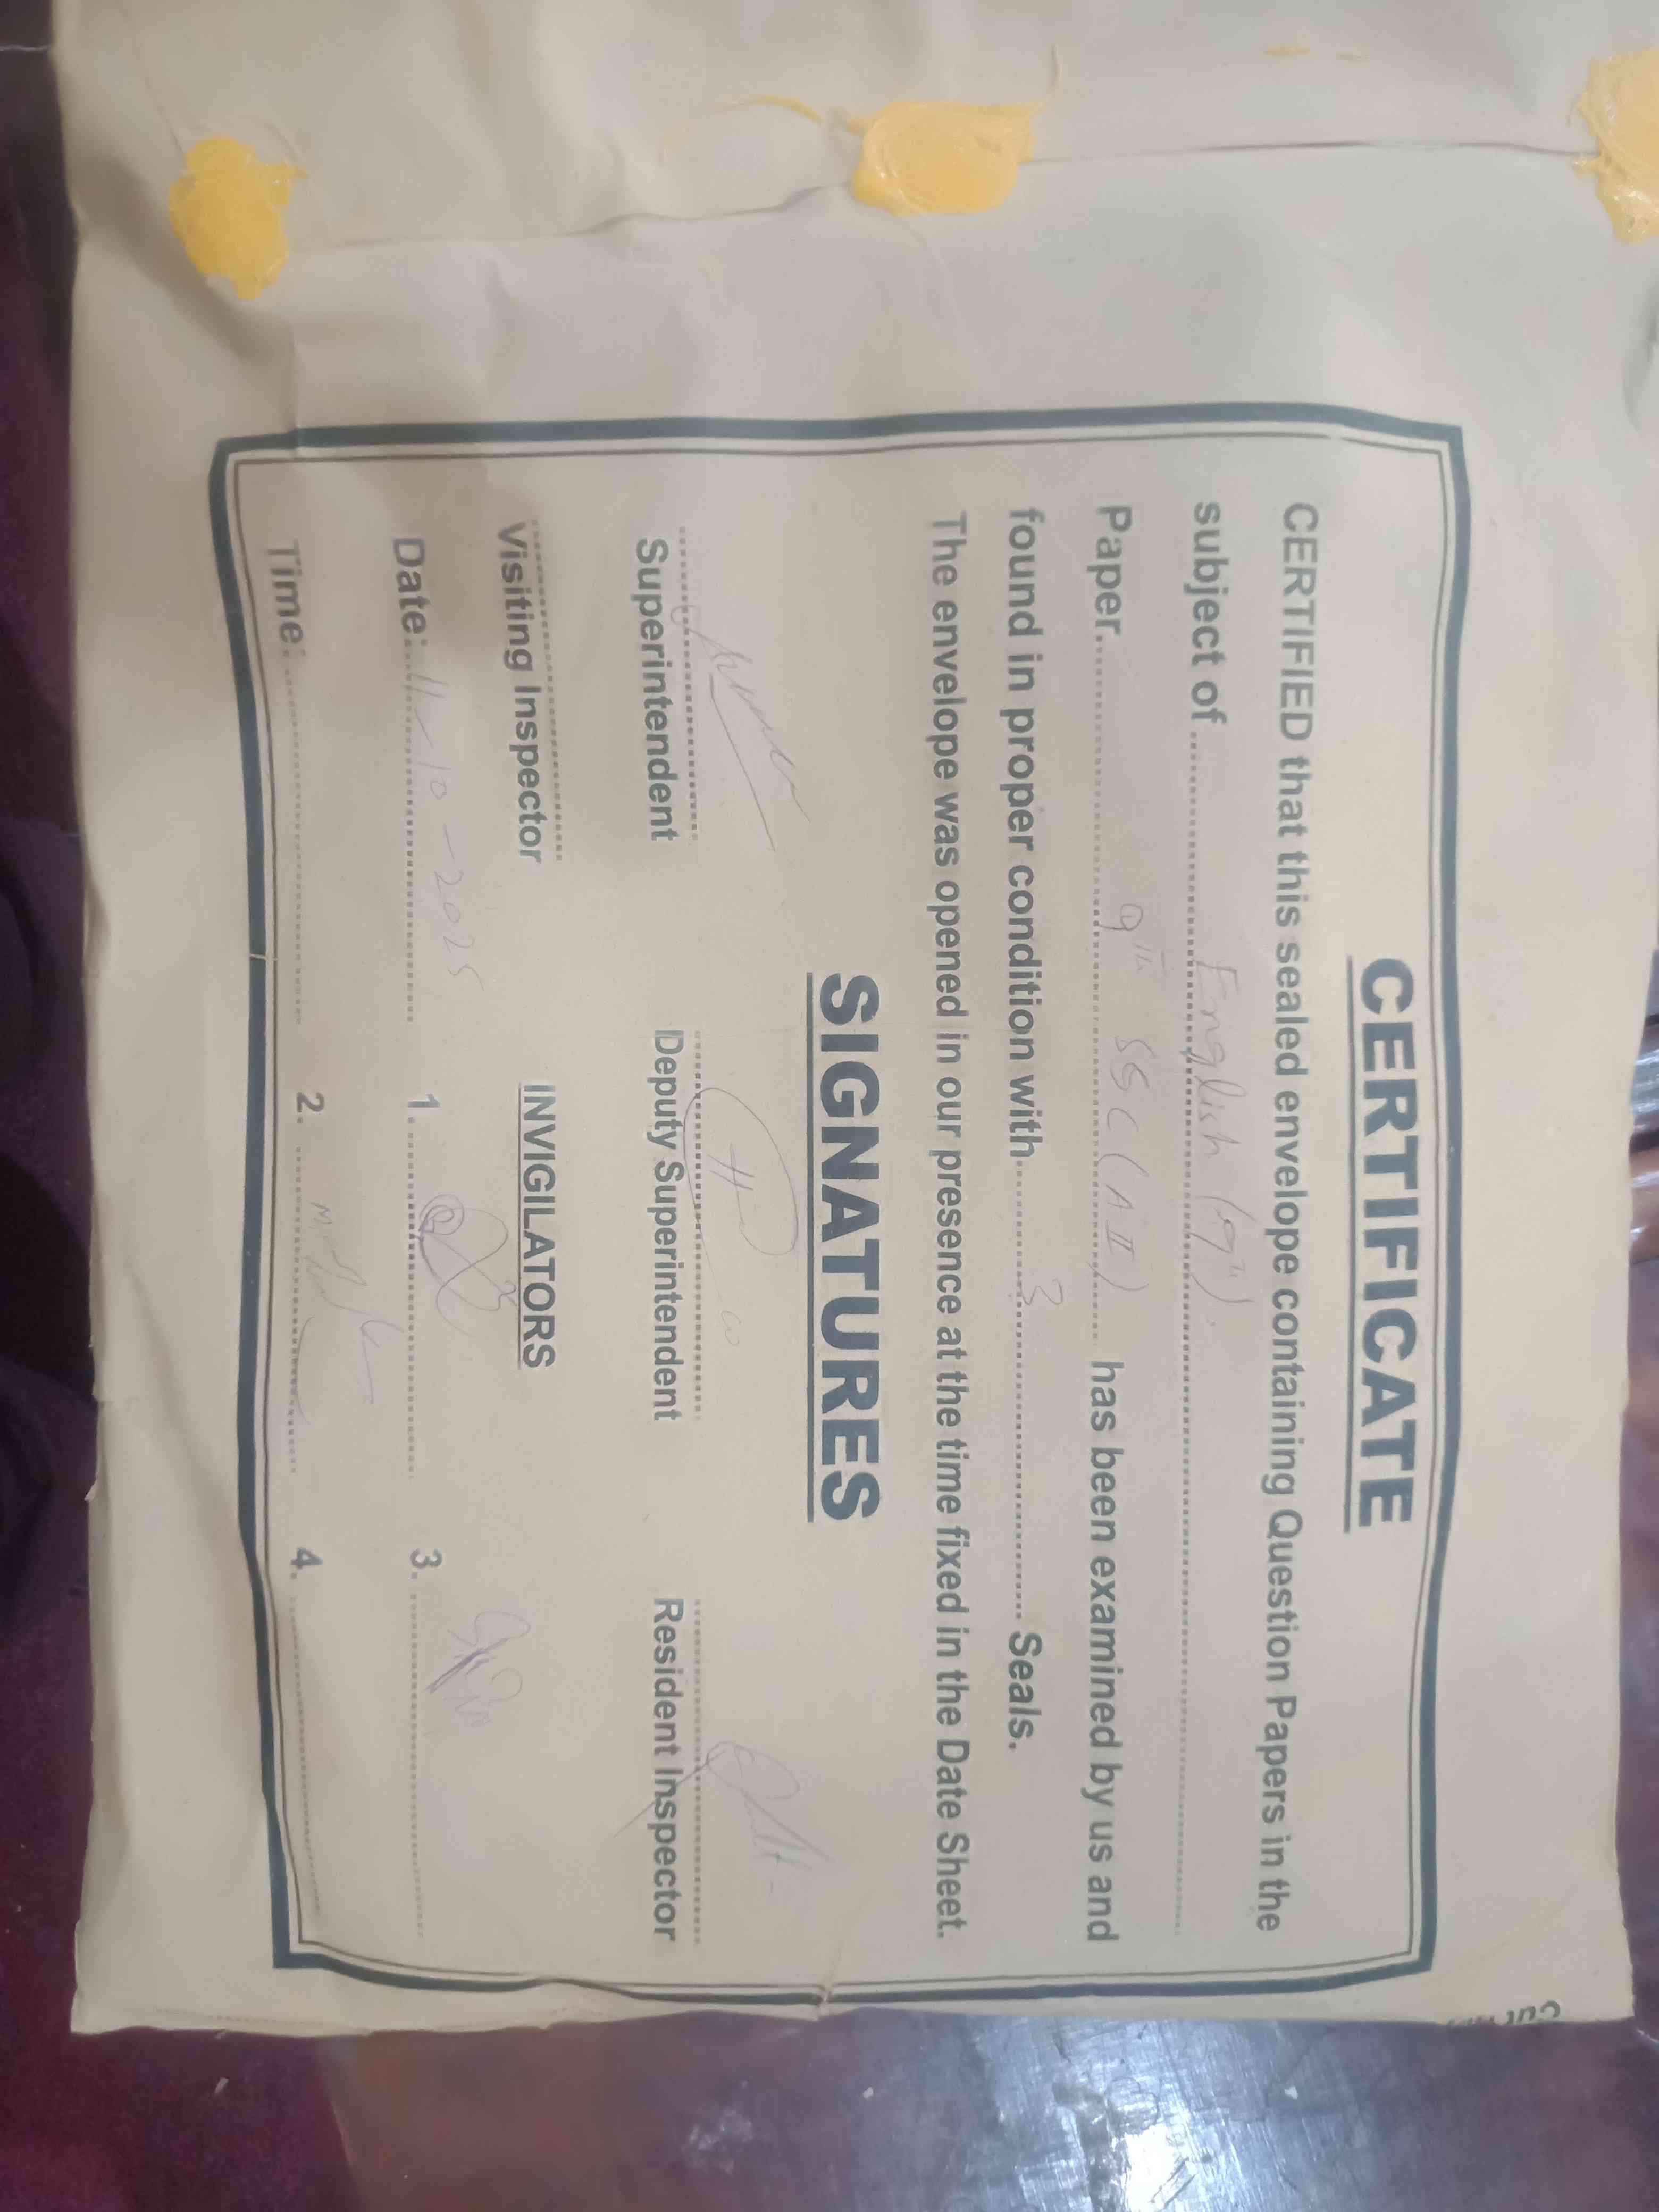 CERTIFICATE
CERTIFIED that this sealed envelope containing Question Papers in the
subject of English (9th)
Paper. 9th SSC (A II) has been examined by us and
found in proper condition with 3 Seals.
The envelope was opened in our presence at the time fixed in the Date Sheet.
SIGNATURES
Superintendent Deputy Superintendent Resident Inspector
Visiting Inspector INVIGILATORS
Date: 11-10-2025 1. 3.
Time: 2. 4.